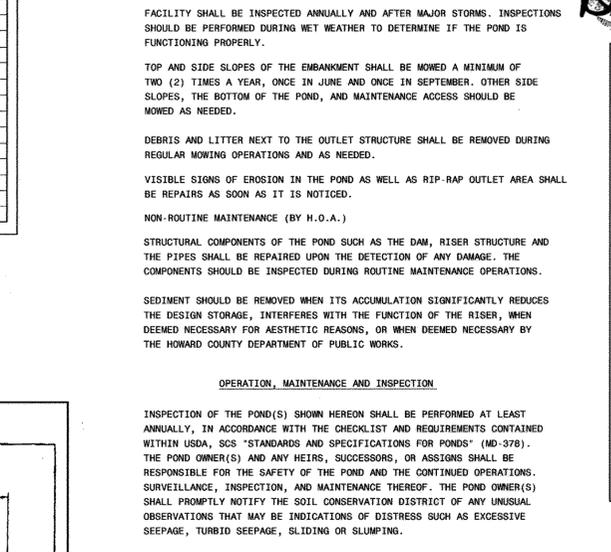 FACILITY SHALL BE INSPECTED ANNUALLY AND AFTER MAJOR STORMS. INSPECTIONS
SHOULD BE PERFORMED DURING WET WEATHER TO DETERMINE IF THE POND IS
FUNCTIONING PROPERLY.
TOP AND SIDE SLOPES OF THE EMBANKMENT SHALL BE MOWED A MINIMUM OF
TWO (2) TIMES A YEAR, ONCE IN JUNE AND ONCE IN SEPTEMBER. OTHER SIDE
SLOPES, THE BOTTOM OF THE POND, AND MAINTENANCE ACCESS SHOULD BE
MOWED AS NEEDED.
DEBRIS AND LITTER NEXT TO THE OUTLET STRUCTURE SHALL BE REMOVED DURING
REGULAR MOWING OPERATIONS AND AS NEEDED.
VISIBLE SIGNS OF EROSION IN THE POND AS WELL AS RIP-RAP OUTLET AREA SHALL
BE REPAIRS AS SOON AS IT IS NOTICED.
NON-ROUTINE MAINTENANCE (BY H.O.A.)
STRUCTURAL COMPONENTS OF THE POND SUCH AS THE DAM, RISER STRUCTURE AND
THE PIPES SHALL BE REPAIRED UPON THE DETECTION OF ANY DAMAGE. THE
COMPONENTS SHOULD BE INSPECTED DURING ROUTINE MAINTENANCE OPERATIONS.
SEDIMENT SHOULD BE REMOVED WHEN ITS ACCUMULATION SIGNIFICANTLY REDUCES
THE DESIGN STORAGE, INTERFERES WITH THE FUNCTION OF THE RISER, WHEN
DEEMED NECESSARY FOR AESTHETIC REASONS, OR WHEN DEEMED NECESSARY BY
THE HOWARD COUNTY DEPARTMENT OF PUBLIC WORKS.
OPERATION, MAINTENANCE AND INSPECTION
INSPECTION OF THE POND(S) SHOWN HEREON SHALL BE PERFORMED AT LEAST
ANNUALLY, IN ACCORDANCE WITH THE CHECKLIST AND REQUIREMENTS CONTAINED
WITHIN USDA, SCS "STANDARDS AND SPECIFICATIONS FOR PONDS" (MD-378).
THE POND OWNER(S) AND ANY HEIRS, SUCCESSORS, OR ASSIGNS SHALL BE
RESPONSIBLE FOR THE SAFETY OF THE POND AND THE CONTINUED OPERATIONS.
SURVEILLANCE, INSPECTION, AND MAINTENANCE THEREOF. THE POND OWNER(S)
SHALL PROMPTLY NOTIFY THE SOIL CONSERVATION DISTRICT OF ANY UNUSUAL
OBSERVATIONS THAT MAY BE INDICATIONS OF DISTRESS SUCH AS EXCESSIVE
SEEPAGE, TURBID SEEPAGE, SLIDING OR SLUMPING.